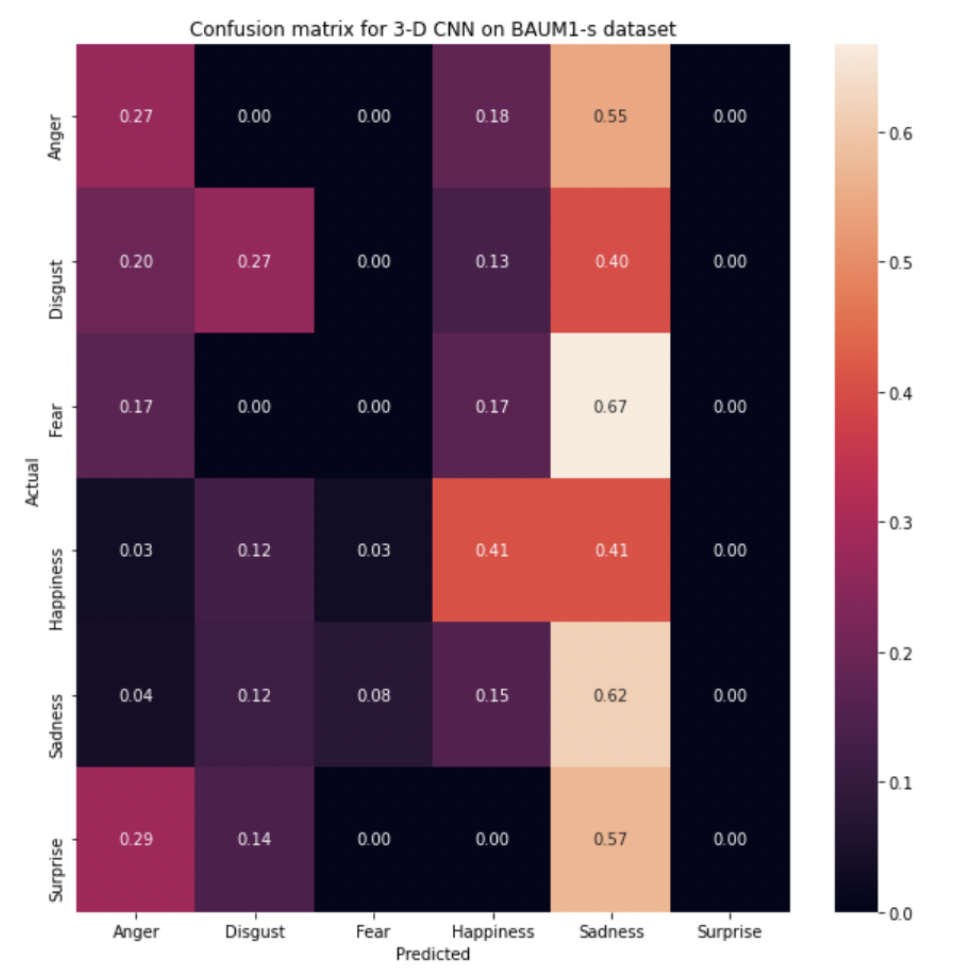 Confusion matrix for 3-D CNN on BAUM1-s dataset
Anger 0.27 0.00 0.00 0.18 0.55 0.00
Disgust 0.20 0.27 0.00 0.13 0.40 0.00
Fear 0.17 0.00 0.00 0.17 0.67 0.00
Happiness 0.03 0.12 0.03 0.41 0.41 0.00
Sadness 0.04 0.12 0.08 0.15 0.62 0.00
Surprise 0.29 0.14 0.00 0.00 0.57 0.00
Actual
Anger Disgust Fear Happiness Sadness Surprise
Predicted
0.6
0.5
0.4
0.3
0.2
0.1
0.0